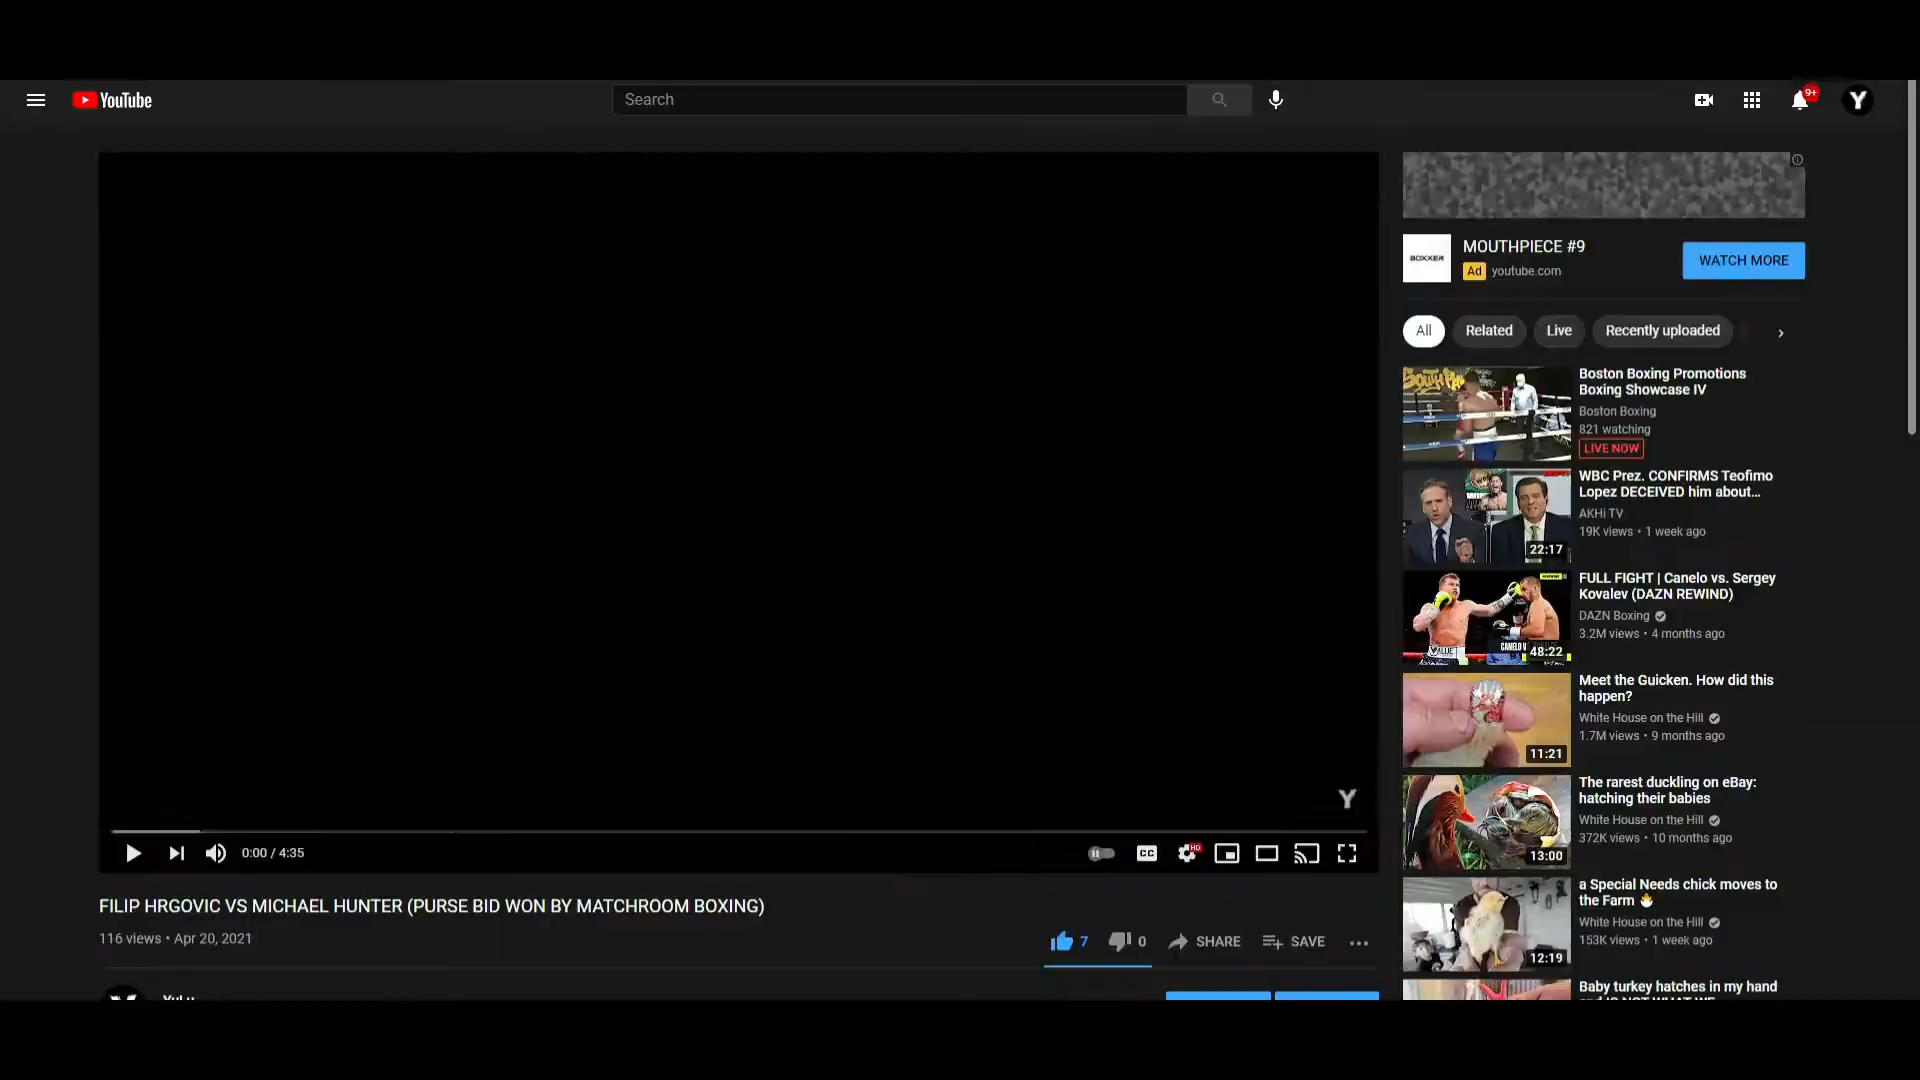 YouTube
Search
9+
Y
BOXXER
MOUTHPIECE #9
Ad youtube.com
WATCH MORE
All
Related
Live
Recently uploaded
Boston Boxing Promotions
Boxing Showcase IV
Boston Boxing
821 watching
LIVE NOW
WBC Prez. CONFIRMS Teofimo
Lopez DECEIVED him about...
AKHi TV
19K views • 1 week ago
22:17
FULL FIGHT | Canelo vs. Sergey
Kovalev (DAZN REWIND)
DAZN Boxing
3.2M views • 4 months ago
48:22
Meet the Guicken. How did this
happen?
White House on the Hill
1.7M views • 9 months ago
11:21
The rarest duckling on eBay:
hatching their babies
White House on the Hill
372K views • 10 months ago
13:00
a Special Needs chick moves to
the Farm 🐣
White House on the Hill
153K views • 1 week ago
12:19
Baby turkey hatches in my hand
Y
0:00 / 4:35
CC
HD
FILIP HRGOVIC VS MICHAEL HUNTER (PURSE BID WON BY MATCHROOM BOXING)
116 views • Apr 20, 2021
7
0
SHARE
SAVE